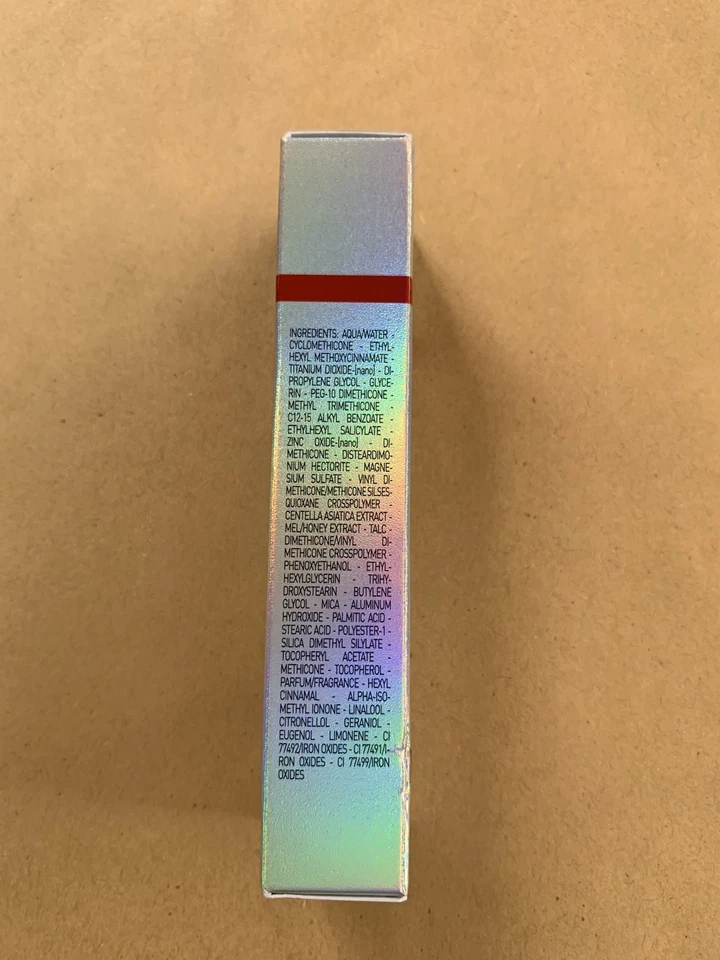 INGREDIENTS: AQUA/WATER -
CYCLOMETHICONE - ETHYL-
HEXYL METHOXYCINNAMATE -
TITANIUM DIOXIDE-[nano] - DI-
PROPYLENE GLYCOL - GLYCE-
RIN - PEG-10 DIMETHICONE -
METHYL TRIMETHICONE -
C12-15 ALKYL BENZOATE -
ETHYLHEXYL SALICYLATE -
ZINC OXIDE-[nano] - DI-
METHICONE - DISTEARDIMO-
NIUM HECTORITE - MAGNE-
SIUM SULFATE - VINYL DI-
METHICONE/METHICONE SILSES-
QUIOXANE CROSSPOLYMER -
CENTELLA ASIATICA EXTRACT -
MEL/HONEY EXTRACT - TALC -
DIMETHICONE/VINYL DI-
METHICONE CROSSPOLYMER -
PHENOXYETHANOL - ETHYL-
HEXYLGLYCERIN - TRIHY-
DROXYSTEARIN - BUTYLENE
GLYCOL - MICA - ALUMINUM
HYDROXIDE - PALMITIC ACID -
STEARIC ACID - POLYESTER-1 -
SILICA DIMETHYL SILYLATE -
TOCOPHERYL ACETATE -
METHICONE - TOCOPHEROL -
PARFUM/FRAGRANCE - HEXYL
CINNAMAL - ALPHA-ISO-
METHYL IONONE - LINALOOL -
CITRONELLOL - GERANIOL -
EUGENOL - LIMONENE - CI
77492/IRON OXIDES - CI 77491/I-
RON OXIDES - CI 77499/IRON
OXIDES